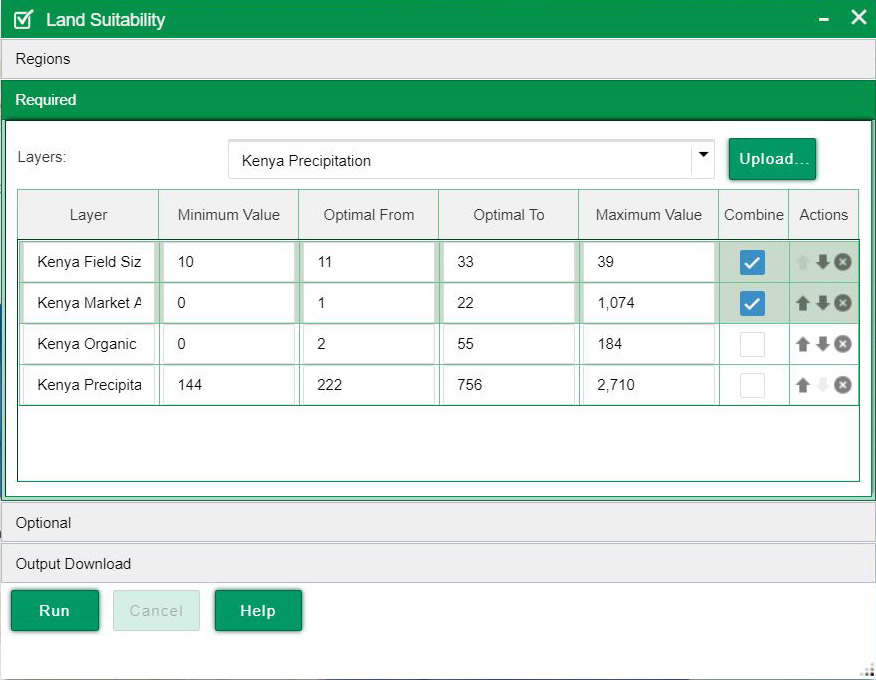 Land Suitability
Regions
Required
Layers: Kenya Precipitation Upload...
Layer Minimum Value Optimal From Optimal To Maximum Value Combine Actions
Kenya Field Siz 10 11 33 39
Kenya Market A 0 1 22 1,074
Kenya Organic 0 2 55 184
Kenya Precipita 144 222 756 2,710
Optional
Output Download
Run Cancel Help